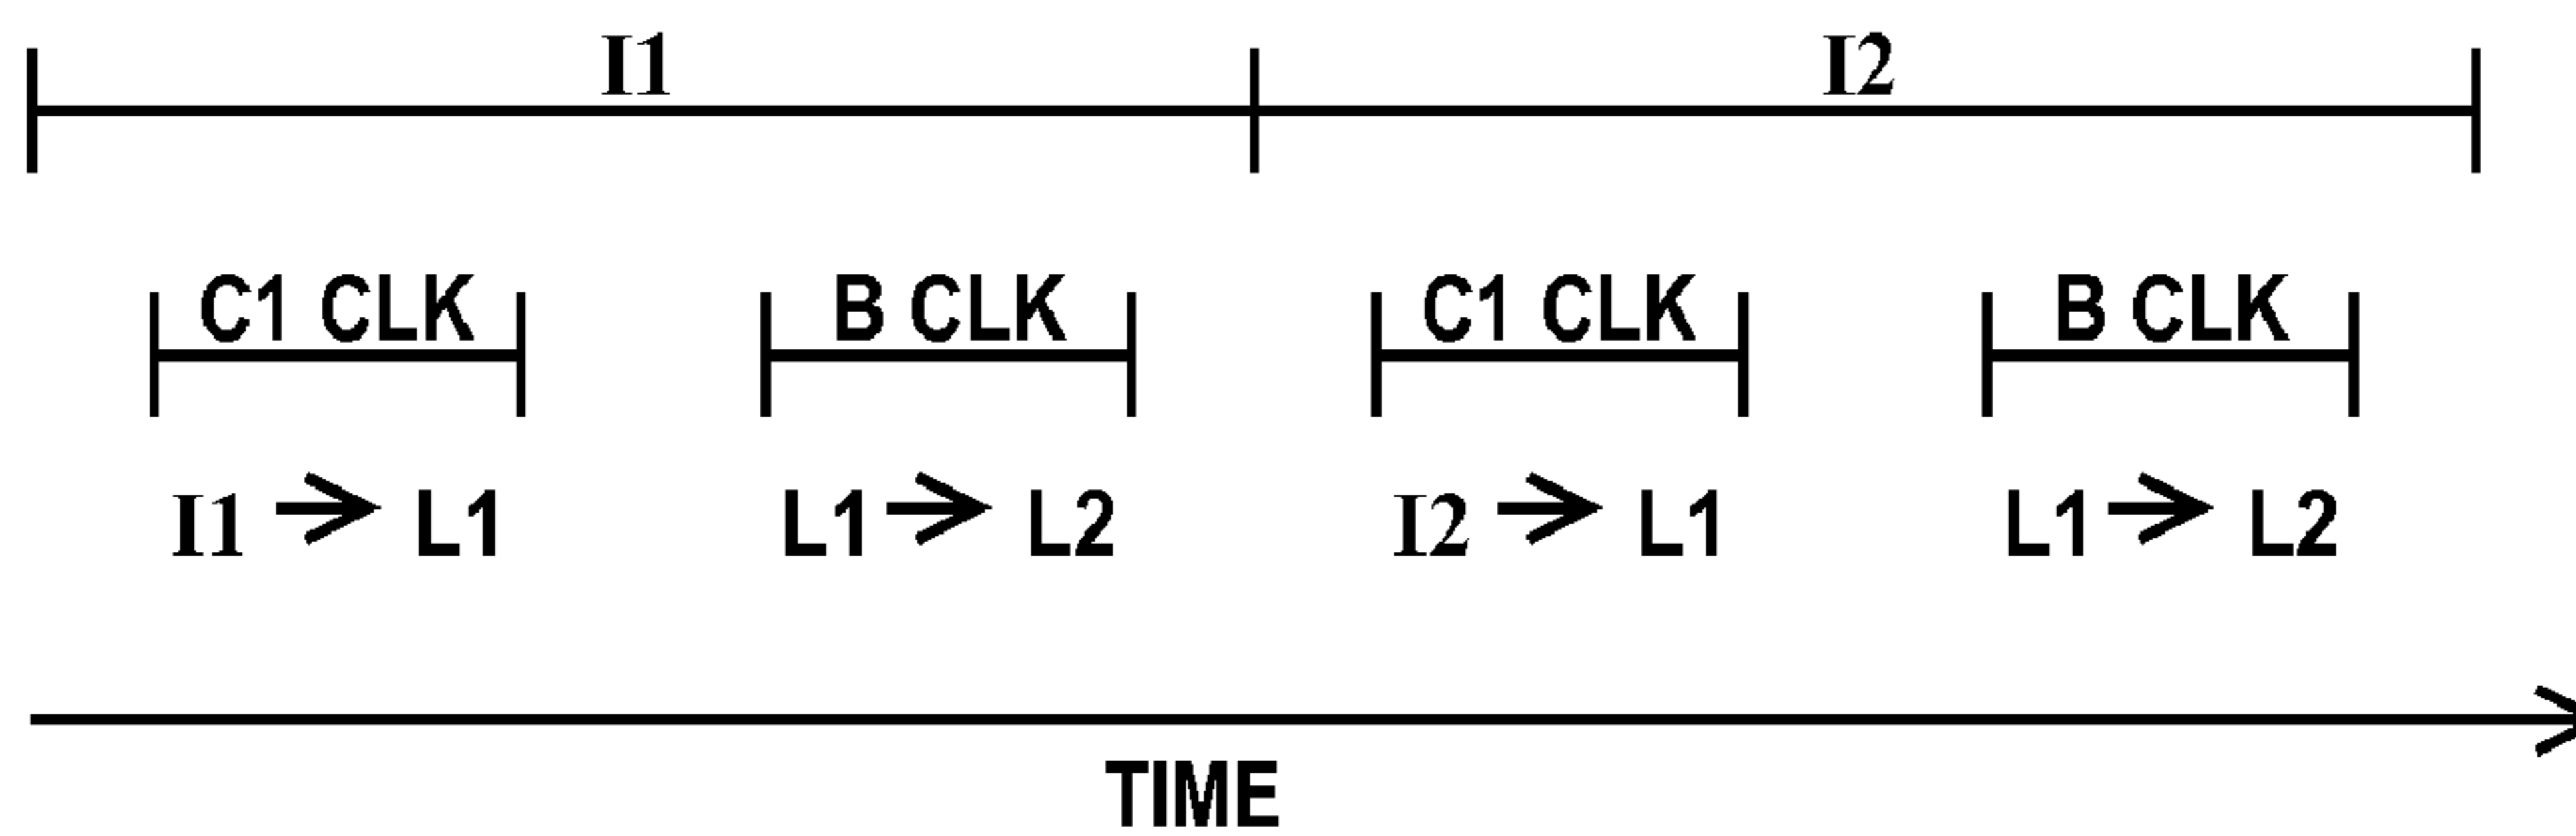 I1 I2
C1 CLK B CLK C1 CLK B CLK
I1 → L1 L1 → L2 I2 → L1 L1 → L2
TIME